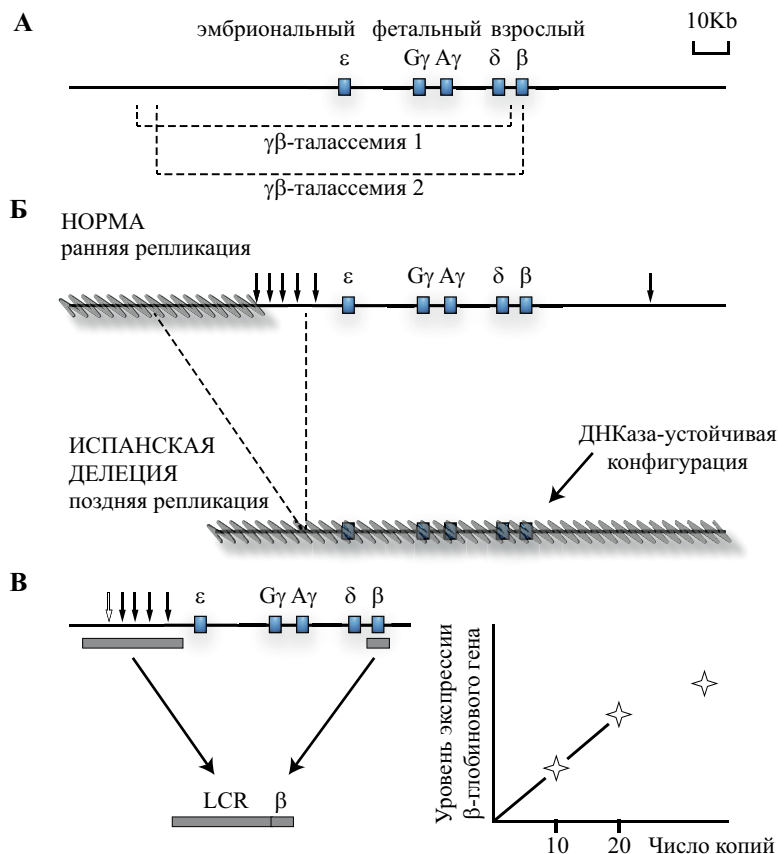 А
эмбриональный фетальный взрослый
10Kb
ε Gγ Aγ δ β
γβ-талассемия 1
γβ-талассемия 2
Б
НОРМА
ранняя репликация
ε Gγ Aγ δ β
ИСПАНСКАЯ
ДЕЛЕЦИЯ
поздняя репликация
ДНКаза-устойчивая
конфигурация
В
ε Gγ Aγ δ β
LCR β
Уровень экспрессии
β-глобинового гена
10 20 Число копий